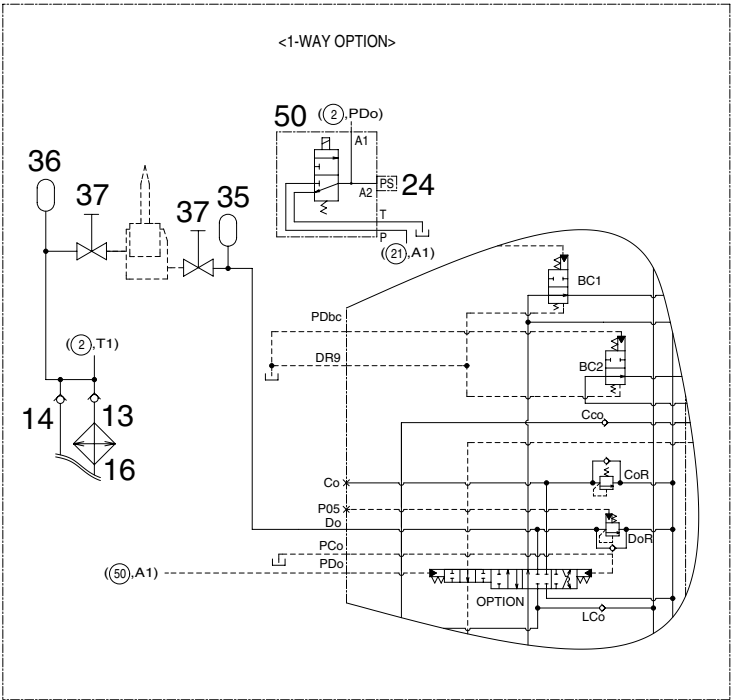 <1-WAY OPTION>
50
(2,PDo)
A1
36
37
37
35
PS
24
A2
T
P
(21,A1)
BC1
PDbc
(2,T1)
DR9
BC2
14
13
Cco
16
Co
CoR
P05
Do
DoR
PCo
PDo
(50,A1)
OPTION
LCo